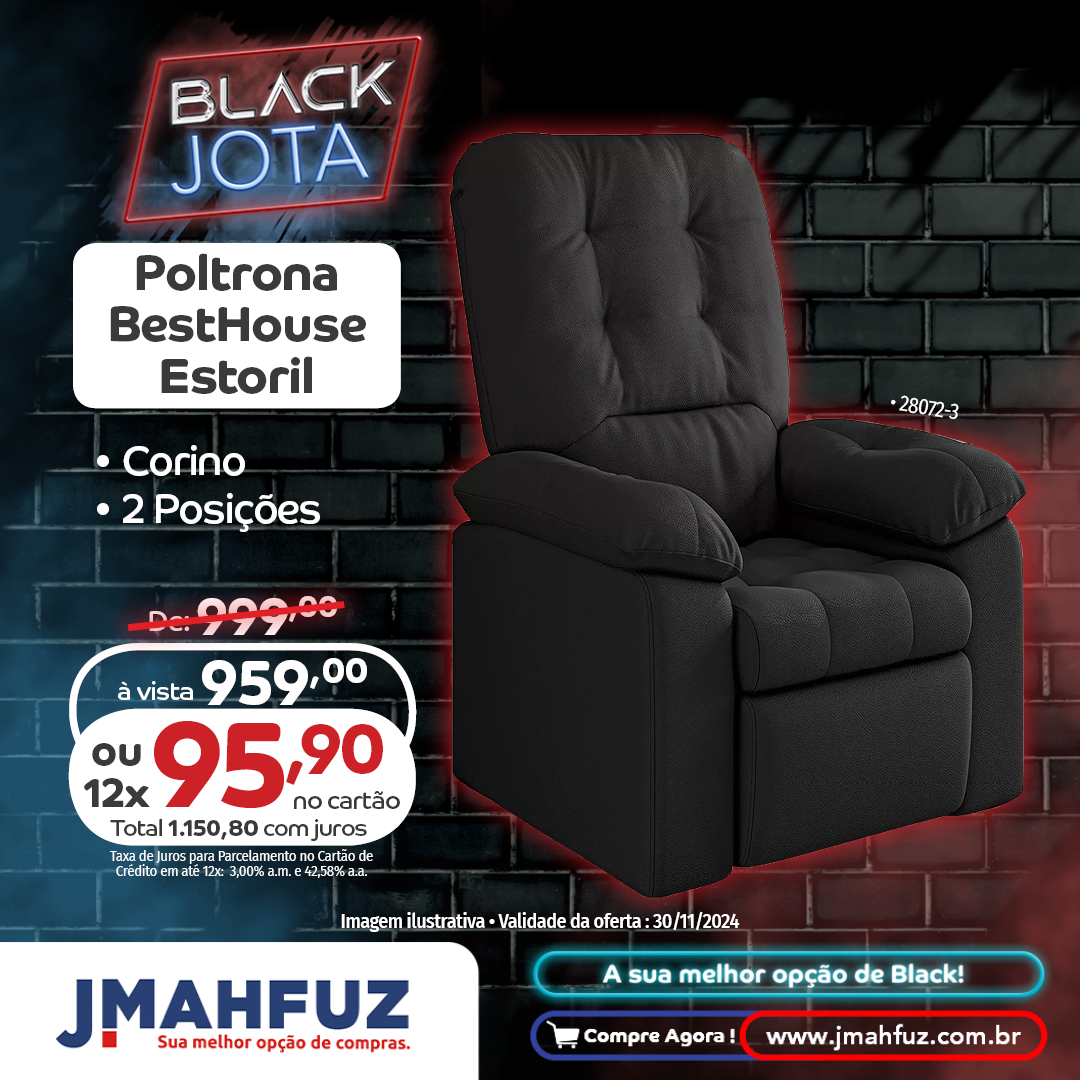 BLACK
JOTA
Poltrona
BestHouse
Estoril
• Corino
• 2 Posições
• 28072-3
De: 999,00
à vista 959,00
ou
12x 95,90
no cartão
Total 1.150,80 com juros
Taxa de Juros para Parcelamento no Cartão de
Crédito em até 12x: 3,00% a.m. e 42,58% a.a.
Imagem ilustrativa • Validade da oferta : 30/11/2024
JMAHFUZ
Sua melhor opção de compras.
A sua melhor opção de Black!
Compre Agora !
www.jmahfuz.com.br